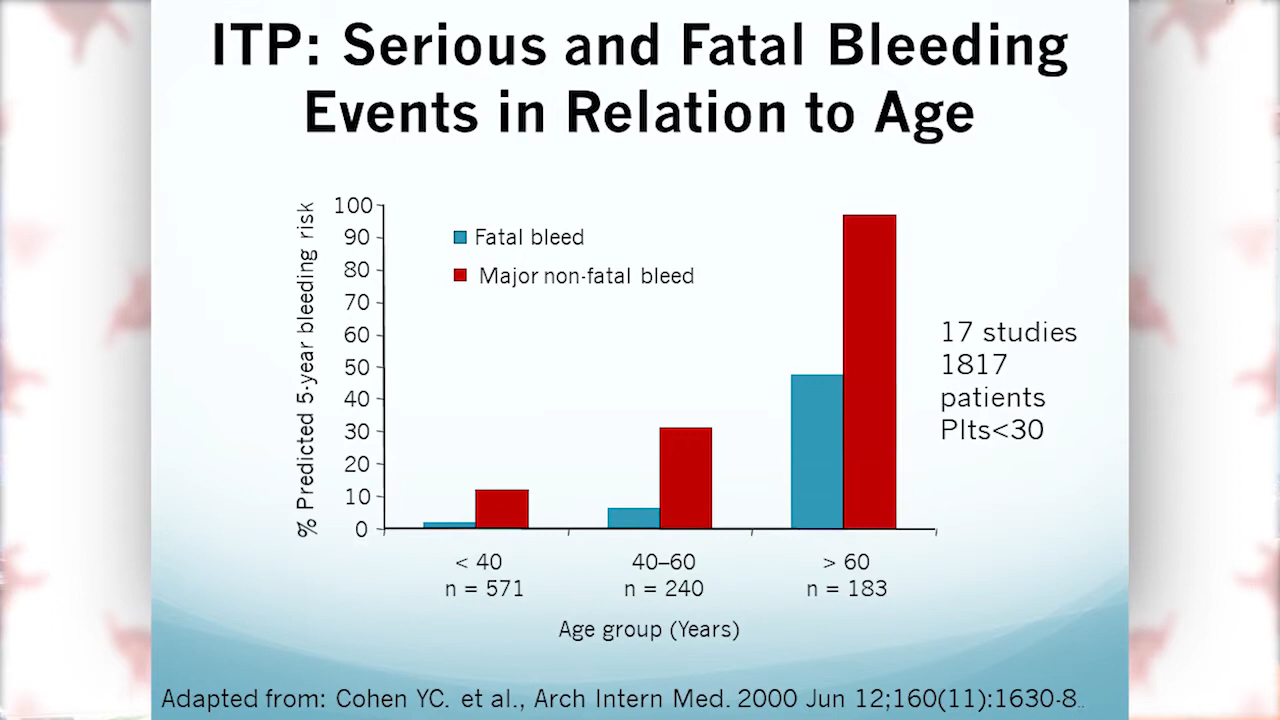 ITP: Serious and Fatal Bleeding
Events in Relation to Age
% Predicted 5-year bleeding risk
100
90
80
70
60
50
40
30
20
10
0
Fatal bleed
Major non-fatal bleed
17 studies
1817
patients
Plts<30
< 40
40–60
> 60
n = 571
n = 240
n = 183
Age group (Years)
Adapted from: Cohen YC. et al., Arch Intern Med. 2000 Jun 12;160(11):1630-8..